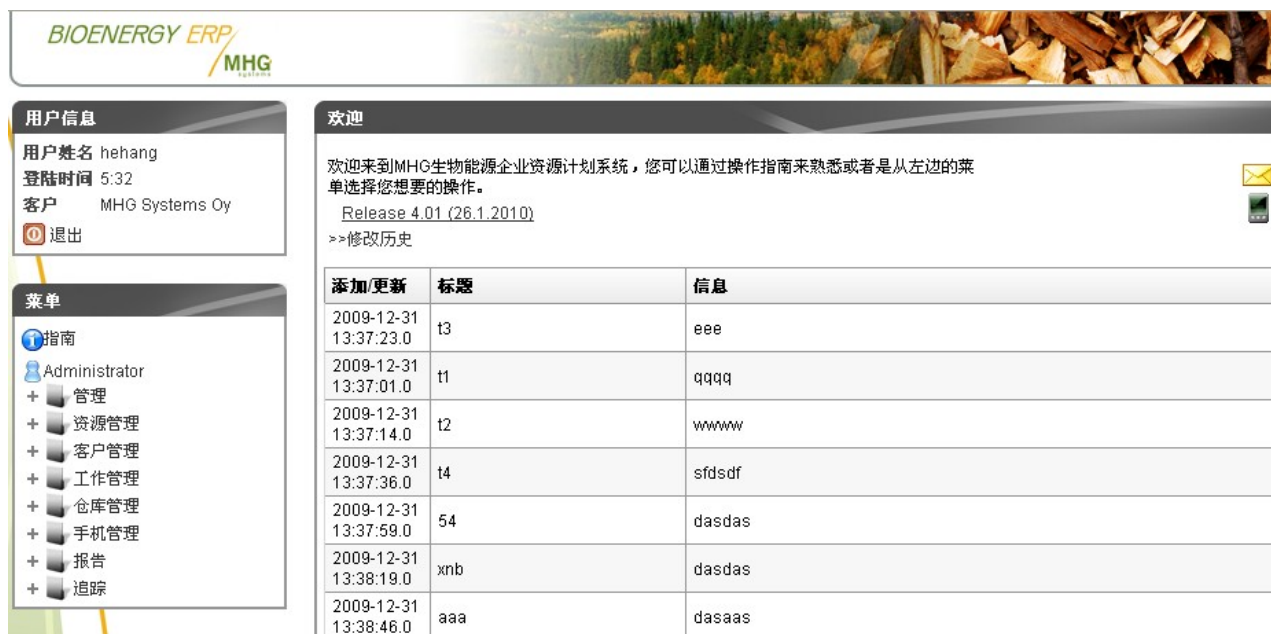 BIOENERGY ERP
MHG
systems
用户信息
用户姓名 hehang
登陆时间 5:32
客户 MHG Systems Oy
退出
菜单
指南
Administrator
管理
资源管理
客户管理
工作管理
仓库管理
手机管理
报告
追踪
欢迎
欢迎来到MHG生物能源企业资源计划系统，您可以通过操作指南来熟悉或者是从左边的菜
单选择您想要的操作。
Release 4.01 (26.1.2010)
>>修改历史
添加/更新 标题 信息
2009-12-31
13:37:23.0 t3 eee
2009-12-31
13:37:01.0 t1 qqqq
2009-12-31
13:37:14.0 t2 wwww
2009-12-31
13:37:36.0 t4 sfdsdf
2009-12-31
13:37:59.0 54 dasdas
2009-12-31
13:38:19.0 xnb dasdas
2009-12-31
13:38:46.0 aaa dasaas